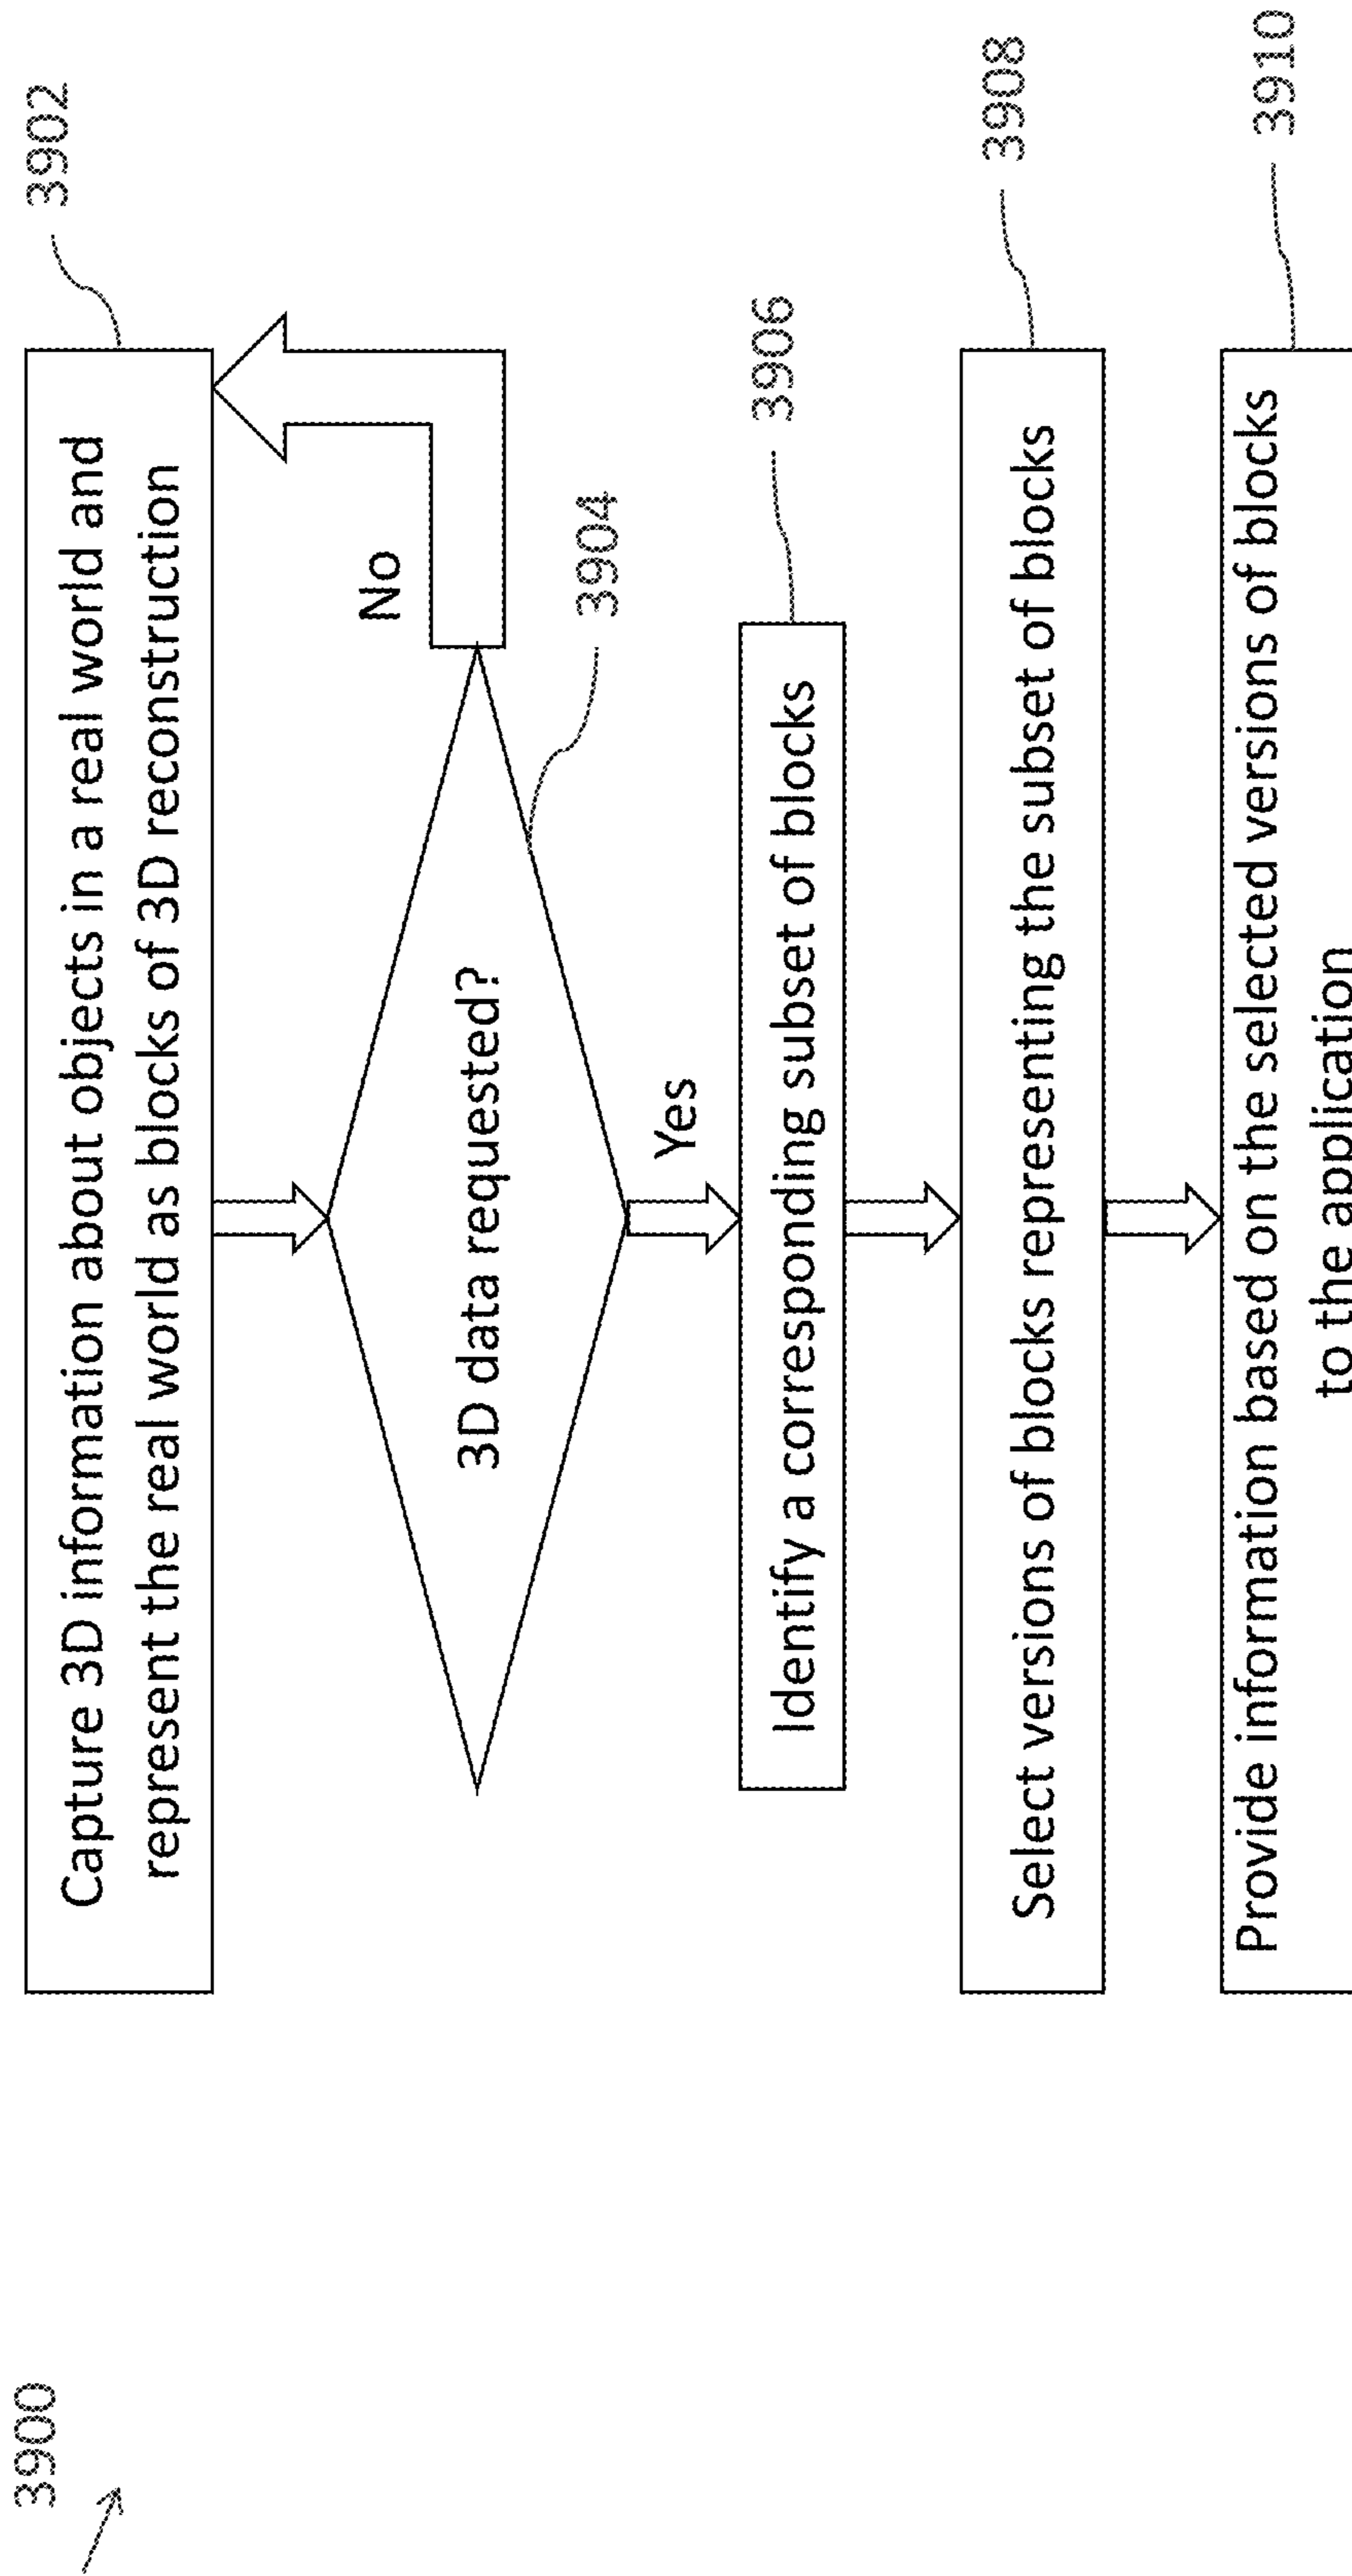 3900
Capture 3D information about objects in a real world and
represent the real world as blocks of 3D reconstruction
3902
3D data requested?
No
3904
Yes
Identify a corresponding subset of blocks
3906
Select versions of blocks representing the subset of blocks
3908
Provide information based on the selected versions of blocks
to the application
3910